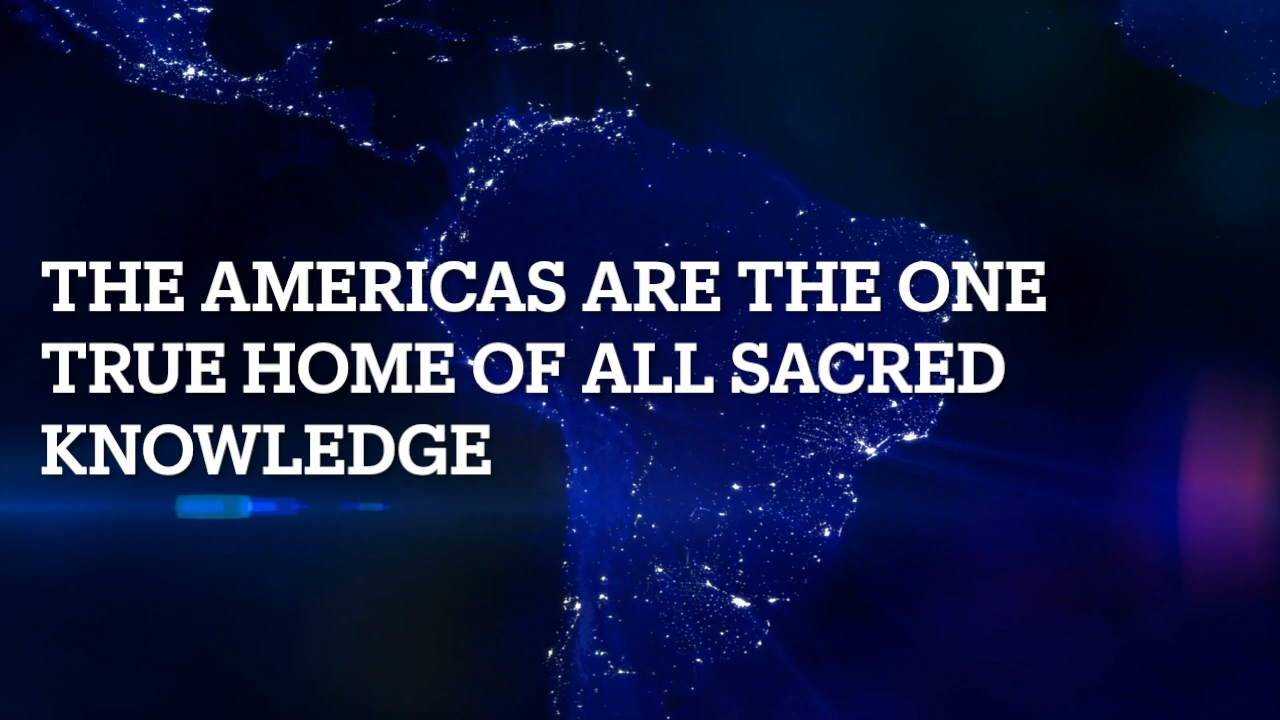 THE AMERICAS ARE THE ONE
TRUE HOME OF ALL SACRED
KNOWLEDGE